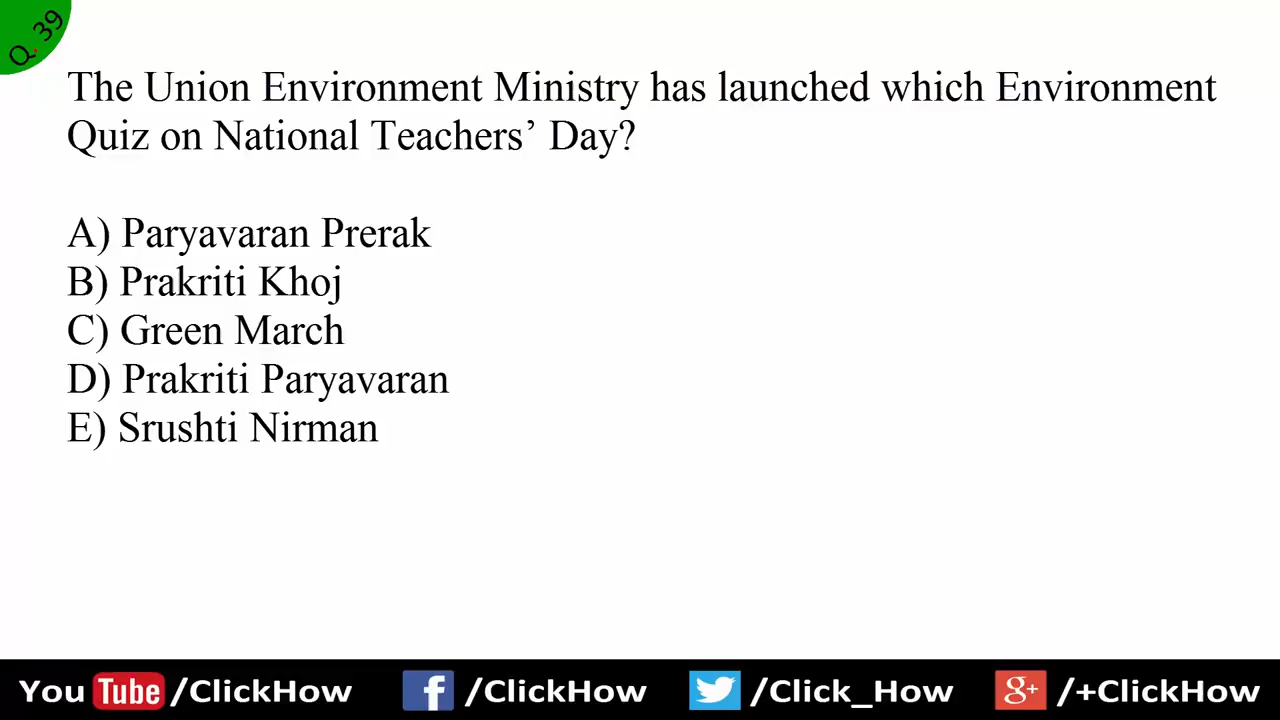 Q. 39
The Union Environment Ministry has launched which Environment
Quiz on National Teachers’ Day?
A) Paryavaran Prerak
B) Prakriti Khoj
C) Green March
D) Prakriti Paryavaran
E) Srushti Nirman
You Tube /ClickHow f /ClickHow /Click_How g+ /+ClickHow